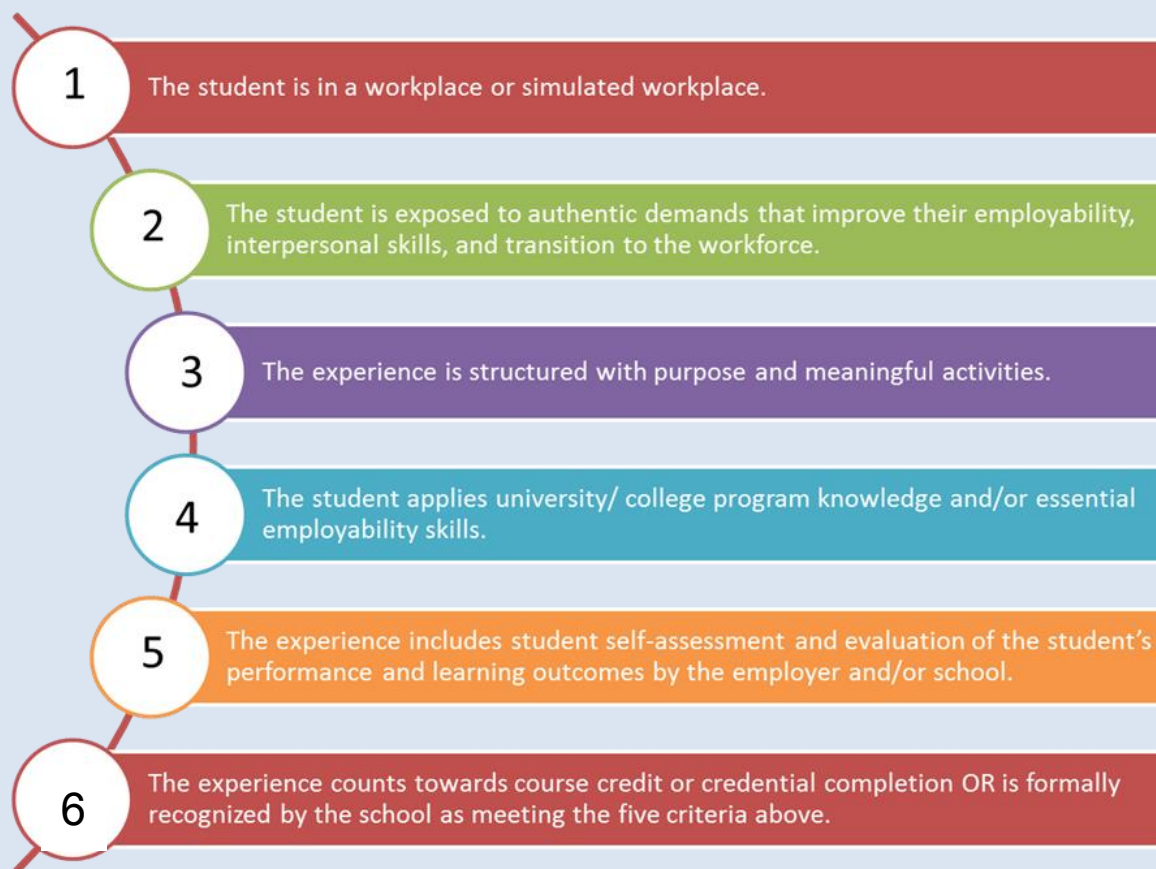 1
The student is in a workplace or simulated workplace.
2
The student is exposed to authentic demands that improve their employability,
interpersonal skills, and transition to the workforce.
3
The experience is structured with purpose and meaningful activities.
4
The student applies university/ college program knowledge and/or essential
employability skills.
5
The experience includes student self-assessment and evaluation of the student’s
performance and learning outcomes by the employer and/or school.
6
The experience counts towards course credit or credential completion OR is formally
recognized by the school as meeting the five criteria above.